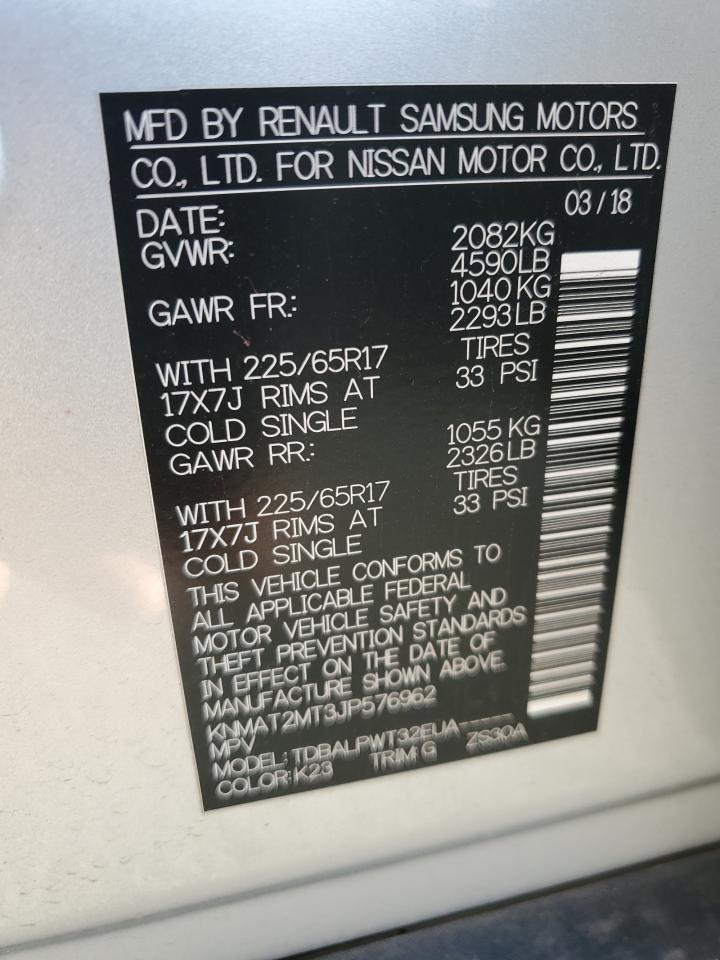 MFD BY RENAULT SAMSUNG MOTORS
CO., LTD. FOR NISSAN MOTOR CO., LTD.
DATE: 03 / 18
GVWR: 2082KG
4590LB
GAWR FR.: 1040 KG
2293 LB
WITH 225/65R17 TIRES
17X7J RIMS AT 33 PSI
COLD SINGLE
GAWR RR.: 1055 KG
2326 LB
WITH 225/65R17 TIRES
17X7J RIMS AT 33 PSI
COLD SINGLE
THIS VEHICLE CONFORMS TO
ALL APPLICABLE FEDERAL
MOTOR VEHICLE SAFETY AND
THEFT PREVENTION STANDARDS
IN EFFECT ON THE DATE OF
MANUFACTURE SHOWN ABOVE.
KNMAT2MT3JP576962
MPV
MODEL: TDBALPWT32EUA-----
COLOR: K23 TRIM: G ZS30A